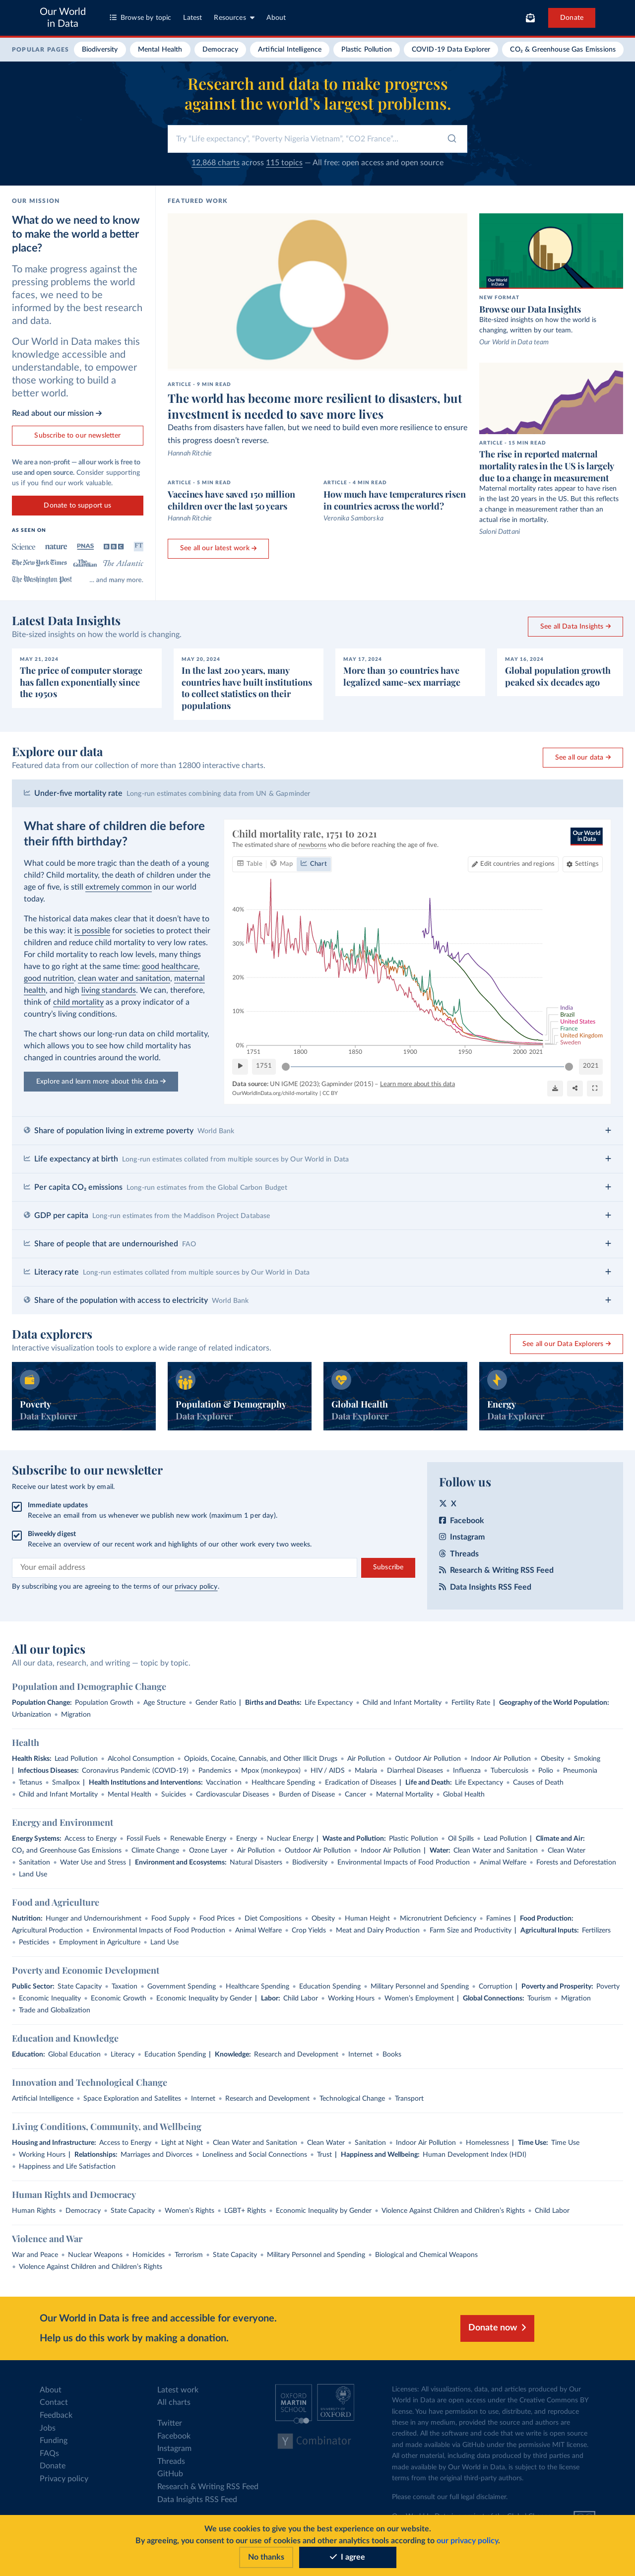 Our World
in Data
Browse by topic
Latest
Resources
About
Donate
POPULAR PAGES
Biodiversity
Mental Health
Democracy
Artificial Intelligence
Plastic Pollution
COVID-19 Data Explorer
CO₂ & Greenhouse Gas Emissions
Research and data to make progress
against the world's largest problems.
Try "Life expectancy", "Poverty Nigeria Vietnam", "CO2 France"...
12,868 charts across 115 topics — All free: open access and open source
OUR MISSION
What do we need to know
to make the world a better
place?
To make progress against the
pressing problems the world
faces, we need to be
informed by the best research
and data.
Our World in Data makes this
knowledge accessible and
understandable, to empower
those working to build a
better world.
Read about our mission →
Subscribe to our newsletter
We are a non-profit — all our work is free to
use and open source. Consider supporting
us if you find our work valuable.
Donate to support us
AS SEEN ON
Science
nature
PNAS
BBC
FT
The New York Times
The Guardian
The Atlantic
The Washington Post
... and many more.
FEATURED WORK
ARTICLE - 9 MIN READ
The world has become more resilient to disasters, but
investment is needed to save more lives
Deaths from disasters have fallen, but we need to build even more resilience to ensure
this progress doesn't reverse.
Hannah Ritchie
ARTICLE - 5 MIN READ
Vaccines have saved 150 million
children over the last 50 years
Hannah Ritchie
ARTICLE - 4 MIN READ
How much have temperatures risen
in countries across the world?
Veronika Samborska
See all our latest work →
Our World
in Data
NEW FORMAT
Browse our Data Insights
Bite-sized insights on how the world is
changing, written by our team.
Our World in Data team
ARTICLE - 15 MIN READ
The rise in reported maternal
mortality rates in the US is largely
due to a change in measurement
Maternal mortality rates appear to have risen
in the last 20 years in the US. But this reflects
a change in measurement rather than an
actual rise in mortality.
Saloni Dattani
Latest Data Insights
Bite-sized insights on how the world is changing.
See all Data Insights →
MAY 21, 2024
The price of computer storage
has fallen exponentially since
the 1950s
MAY 20, 2024
In the last 200 years, many
countries have built institutions
to collect statistics on their
populations
MAY 17, 2024
More than 30 countries have
legalized same-sex marriage
MAY 16, 2024
Global population growth
peaked six decades ago
Explore our data
Featured data from our collection of more than 12800 interactive charts.
See all our data →
Under-five mortality rate Long-run estimates combining data from UN & Gapminder
What share of children die before
their fifth birthday?
What could be more tragic than the death of a young
child? Child mortality, the death of children under the
age of five, is still extremely common in our world
today.
The historical data makes clear that it doesn't have to
be this way: it is possible for societies to protect their
children and reduce child mortality to very low rates.
For child mortality to reach low levels, many things
have to go right at the same time: good healthcare,
good nutrition, clean water and sanitation, maternal
health, and high living standards. We can, therefore,
think of child mortality as a proxy indicator of a
country's living conditions.
The chart shows our long-run data on child mortality,
which allows you to see how child mortality has
changed in countries around the world.
Explore and learn more about this data →
Child mortality rate, 1751 to 2021
The estimated share of newborns who die before reaching the age of five.
Our World
in Data
Table
Map
Chart
Edit countries and regions
Settings
40%
30%
20%
10%
0%
1751
1800
1850
1900
1950
2000
2021
India
Brazil
United States
France
United Kingdom
Sweden
1751
2021
Data source: UN IGME (2023); Gapminder (2015) – Learn more about this data
OurWorldInData.org/child-mortality | CC BY
Share of population living in extreme poverty World Bank
Life expectancy at birth Long-run estimates collated from multiple sources by Our World in Data
Per capita CO₂ emissions Long-run estimates from the Global Carbon Budget
GDP per capita Long-run estimates from the Maddison Project Database
Share of people that are undernourished FAO
Literacy rate Long-run estimates collated from multiple sources by Our World in Data
Share of the population with access to electricity World Bank
Data explorers
Interactive visualization tools to explore a wide range of related indicators.
See all our Data Explorers →
Poverty
Data Explorer
Population & Demography
Data Explorer
Global Health
Data Explorer
Energy
Data Explorer
Subscribe to our newsletter
Receive our latest work by email.
Immediate updates
Receive an email from us whenever we publish new work (maximum 1 per day).
Biweekly digest
Receive an overview of our recent work and highlights of our other work every two weeks.
Your email address
Subscribe
By subscribing you are agreeing to the terms of our privacy policy.
Follow us
X
Facebook
Instagram
Threads
Research & Writing RSS Feed
Data Insights RSS Feed
All our topics
All our data, research, and writing — topic by topic.
Population and Demographic Change
Population Change: Population Growth • Age Structure • Gender Ratio | Births and Deaths: Life Expectancy • Child and Infant Mortality • Fertility Rate | Geography of the World Population:
Urbanization • Migration
Health
Health Risks: Lead Pollution • Alcohol Consumption • Opioids, Cocaine, Cannabis, and Other Illicit Drugs • Air Pollution • Outdoor Air Pollution • Indoor Air Pollution • Obesity • Smoking
| Infectious Diseases: Coronavirus Pandemic (COVID-19) • Pandemics • Mpox (monkeypox) • HIV / AIDS • Malaria • Diarrheal Diseases • Influenza • Tuberculosis • Polio • Pneumonia
• Tetanus • Smallpox | Health Institutions and Interventions: Vaccination • Healthcare Spending • Eradication of Diseases | Life and Death: Life Expectancy • Causes of Death
• Child and Infant Mortality • Mental Health • Suicides • Cardiovascular Diseases • Burden of Disease • Cancer • Maternal Mortality • Global Health
Energy and Environment
Energy Systems: Access to Energy • Fossil Fuels • Renewable Energy • Energy • Nuclear Energy | Waste and Pollution: Plastic Pollution • Oil Spills • Lead Pollution | Climate and Air:
CO₂ and Greenhouse Gas Emissions • Climate Change • Ozone Layer • Air Pollution • Outdoor Air Pollution • Indoor Air Pollution | Water: Clean Water and Sanitation • Clean Water
• Sanitation • Water Use and Stress | Environment and Ecosystems: Natural Disasters • Biodiversity • Environmental Impacts of Food Production • Animal Welfare • Forests and Deforestation
• Land Use
Food and Agriculture
Nutrition: Hunger and Undernourishment • Food Supply • Food Prices • Diet Compositions • Obesity • Human Height • Micronutrient Deficiency • Famines | Food Production:
Agricultural Production • Environmental Impacts of Food Production • Animal Welfare • Crop Yields • Meat and Dairy Production • Farm Size and Productivity | Agricultural Inputs: Fertilizers
• Pesticides • Employment in Agriculture • Land Use
Poverty and Economic Development
Public Sector: State Capacity • Taxation • Government Spending • Healthcare Spending • Education Spending • Military Personnel and Spending • Corruption | Poverty and Prosperity: Poverty
• Economic Inequality • Economic Growth • Economic Inequality by Gender | Labor: Child Labor • Working Hours • Women's Employment | Global Connections: Tourism • Migration
• Trade and Globalization
Education and Knowledge
Education: Global Education • Literacy • Education Spending | Knowledge: Research and Development • Internet • Books
Innovation and Technological Change
Artificial Intelligence • Space Exploration and Satellites • Internet • Research and Development • Technological Change • Transport
Living Conditions, Community, and Wellbeing
Housing and Infrastructure: Access to Energy • Light at Night • Clean Water and Sanitation • Clean Water • Sanitation • Indoor Air Pollution • Homelessness | Time Use: Time Use
• Working Hours | Relationships: Marriages and Divorces • Loneliness and Social Connections • Trust | Happiness and Wellbeing: Human Development Index (HDI)
• Happiness and Life Satisfaction
Human Rights and Democracy
Human Rights • Democracy • State Capacity • Women's Rights • LGBT+ Rights • Economic Inequality by Gender • Violence Against Children and Children's Rights • Child Labor
Violence and War
War and Peace • Nuclear Weapons • Homicides • Terrorism • State Capacity • Military Personnel and Spending • Biological and Chemical Weapons
• Violence Against Children and Children's Rights
Our World in Data is free and accessible for everyone.
Help us do this work by making a donation.
Donate now
About
Contact
Feedback
Jobs
Funding
FAQs
Donate
Privacy policy
Latest work
All charts
Twitter
Facebook
Instagram
Threads
GitHub
Research & Writing RSS Feed
Data Insights RSS Feed
OXFORD
MARTIN
SCHOOL
UNIVERSITY OF
OXFORD
Y Combinator
Licenses: All visualizations, data, and articles produced by Our
World in Data are open access under the Creative Commons BY
license. You have permission to use, distribute, and reproduce
these in any medium, provided the source and authors are
credited. All the software and code that we write is open source
and made available via GitHub under the permissive MIT license.
All other material, including data produced by third parties and
made available by Our World in Data, is subject to the license
terms from the original third-party authors.
Please consult our full legal disclaimer.
We use cookies to give you the best experience on our website.
By agreeing, you consent to our use of cookies and other analytics tools according to our privacy policy.
No thanks
I agree